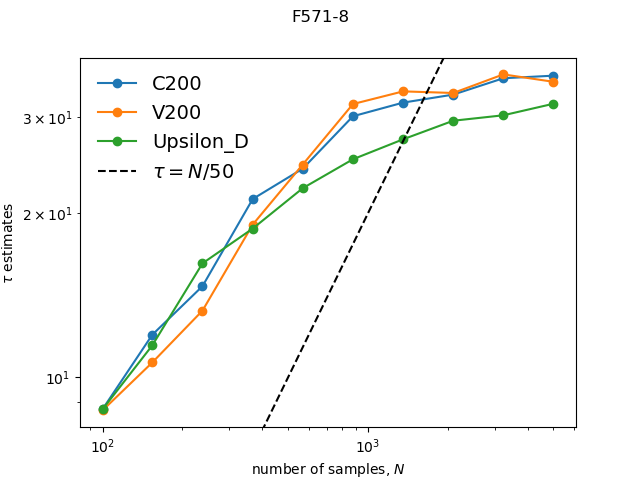 F571-8
C200
V200
Upsilon_D
τ = N/50
3 × 10¹
2 × 10¹
10¹
τ estimates
10² 10³
number of samples, N